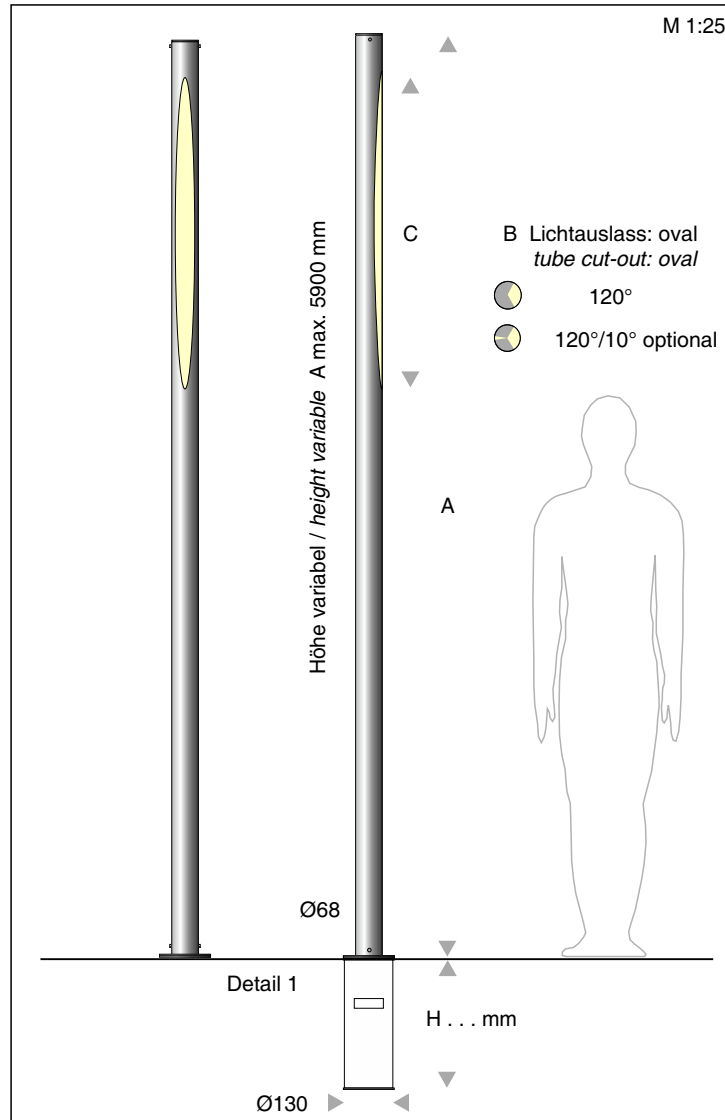 M 1:25
C
B Lichtauslass: oval
tube cut-out: oval
120°
120°/10° optional
Höhe variabel / height variable A max. 5900 mm
A
Ø68
Detail 1
H . . . mm
Ø130